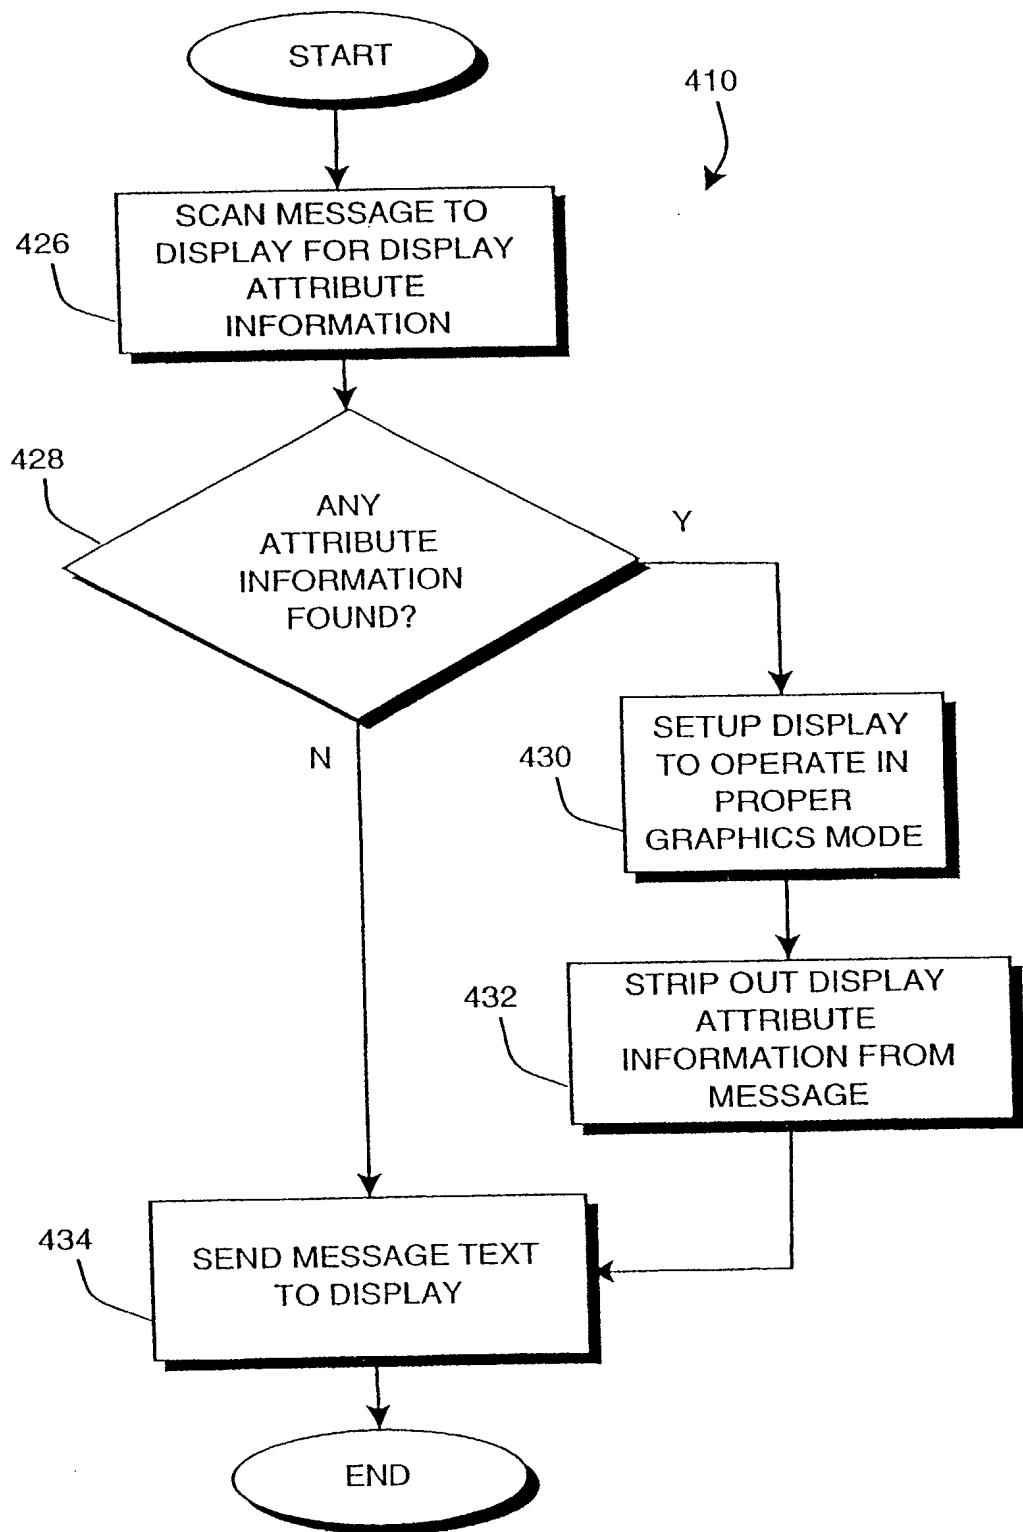 START
410
SCAN MESSAGE TO
DISPLAY FOR DISPLAY
ATTRIBUTE
INFORMATION
426
428
ANY
ATTRIBUTE
INFORMATION
FOUND?
Y
N
SETUP DISPLAY
TO OPERATE IN
PROPER
GRAPHICS MODE
430
STRIP OUT DISPLAY
ATTRIBUTE
INFORMATION FROM
MESSAGE
432
434
SEND MESSAGE TEXT
TO DISPLAY
END